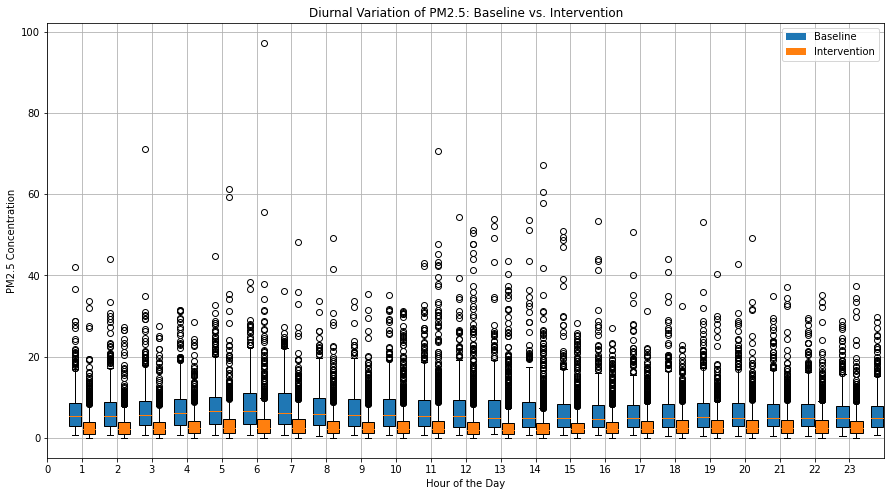 Diurnal Variation of PM2.5: Baseline vs. Intervention
Baseline
Intervention
PM2.5 Concentration
100
80
60
40
20
0
0 1 2 3 4 5 6 7 8 9 10 11 12 13 14 15 16 17 18 19 20 21 22 23
Hour of the Day